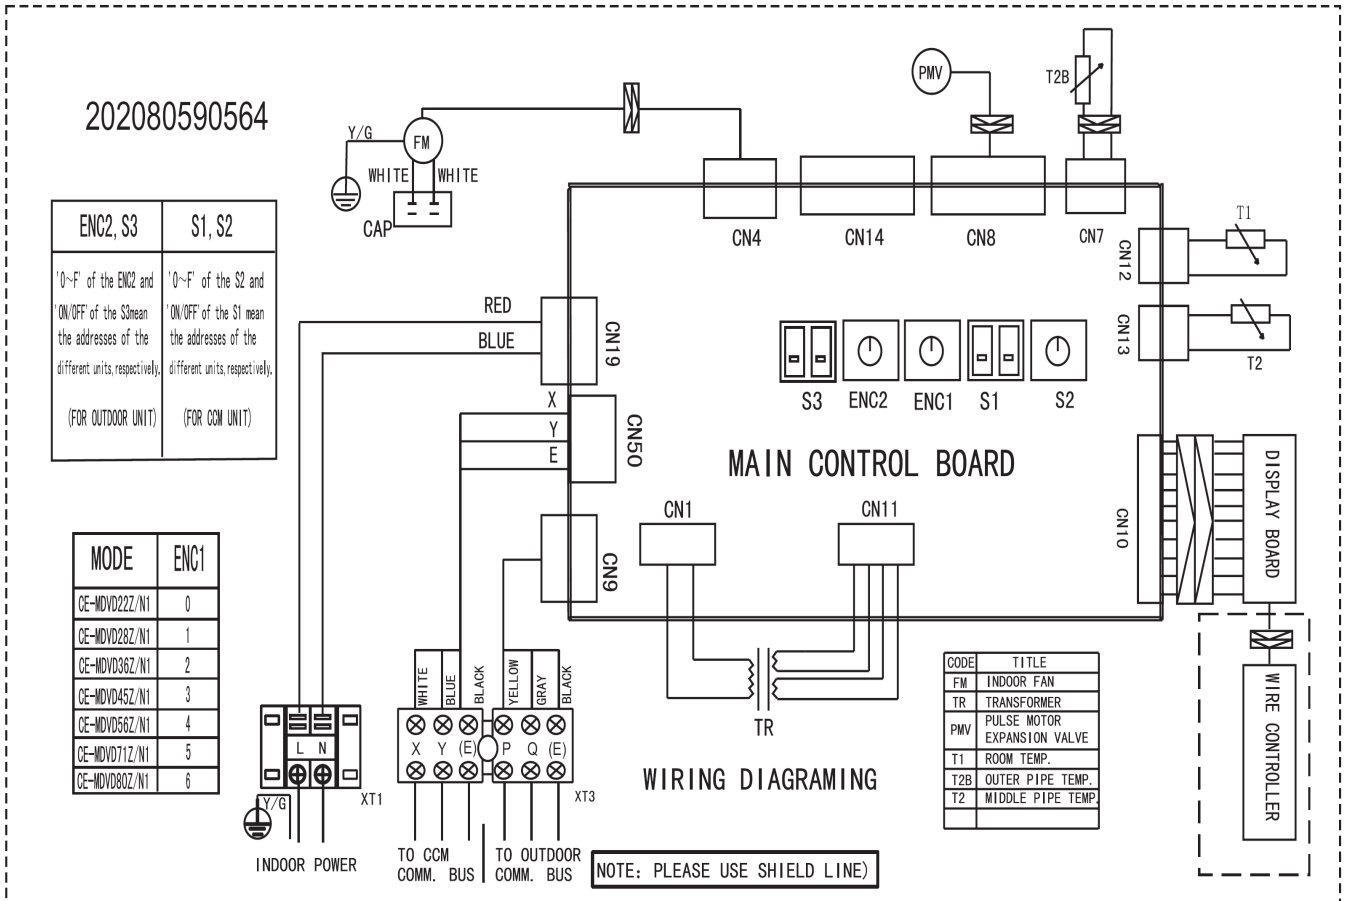 202080590564
Y/G
FM
WHITE WHITE
CAP
PMV
T2B
CN4
CN14
CN8
CN7
CN12
T1
CN13
T2
ENC2, S3 S1, S2
'0~F' of the ENC2 and
'ON/OFF'of the S3mean
the addresses of the
different units,respectively.
(FOR OUTDOOR UNIT)
'0~F' of the S2 and
'ON/OFF'of the S1 mean
the addresses of the
different units,respectively.
(FOR CCM UNIT)
RED
BLUE
CN19
X
Y
E
CN50
CN9
S3 ENC2 ENC1 S1 S2
MAIN CONTROL BOARD
CN1
CN11
CN10
DISPLAY BOARD
WIRE CONTROLLER
MODE ENC1
CE-MDVD22Z/N1 0
CE-MDVD28Z/N1 1
CE-MDVD36Z/N1 2
CE-MDVD45Z/N1 3
CE-MDVD56Z/N1 4
CE-MDVD71Z/N1 5
CE-MDVD80Z/N1 6
TR
WHITE
BLUE
BLACK
YELLOW
GRAY
BLACK
L N
X Y (E) P Q (E)
XT1
XT3
Y/G
INDOOR POWER
TO CCM
COMM. BUS
TO OUTDOOR
COMM. BUS
WIRING DIAGRAMING
NOTE: PLEASE USE SHIELD LINE)
CODE TITLE
FM INDOOR FAN
TR TRANSFORMER
PMV PULSE MOTOR
EXPANSION VALVE
T1 ROOM TEMP.
T2B OUTER PIPE TEMP.
T2 MIDDLE PIPE TEMP.